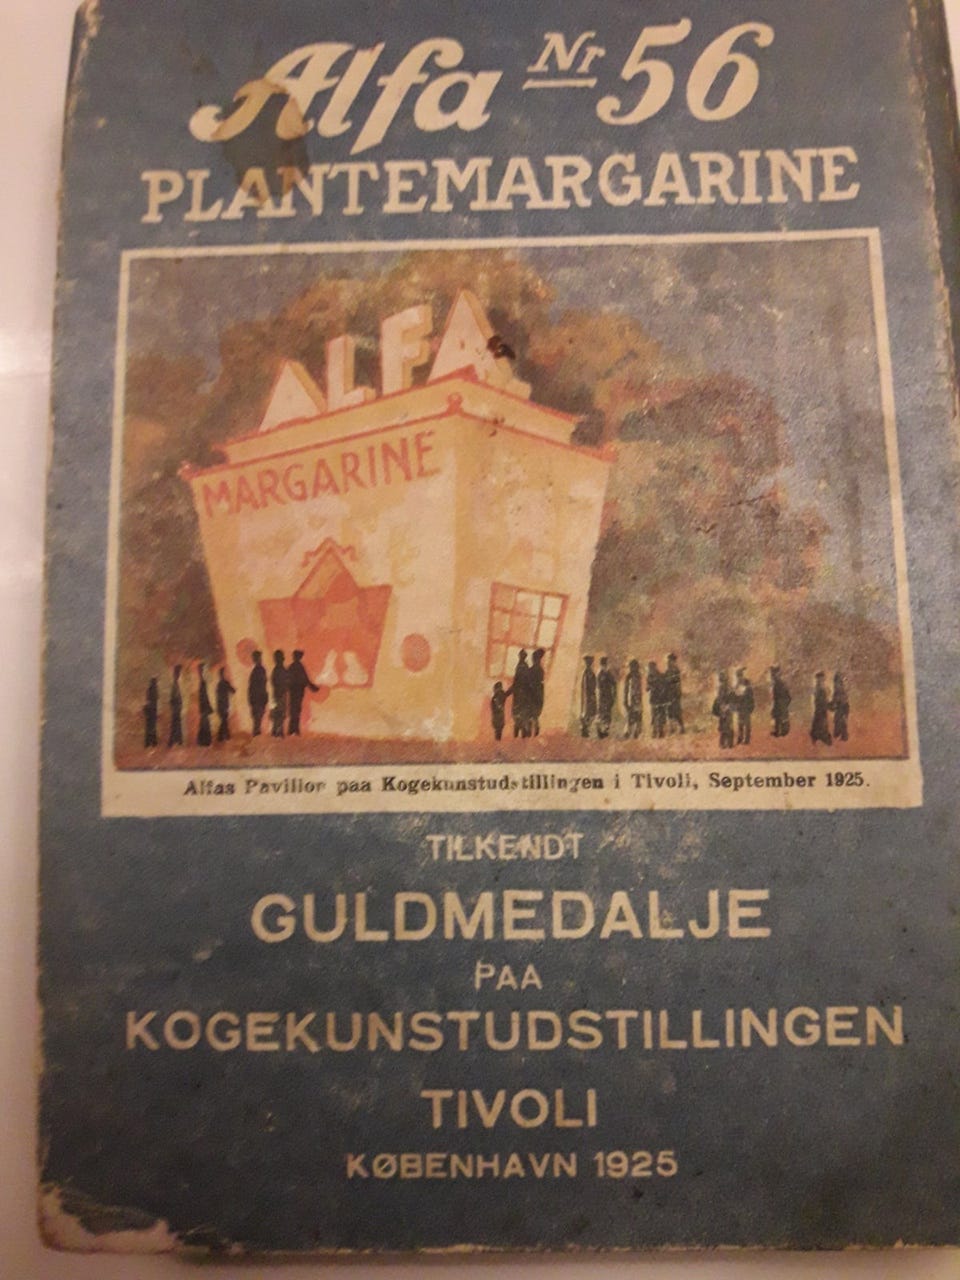 Alfa Nr 56
PLANTEMARGARINE
ALFA
MARGARINE
Alfas Pavillon paa Kogekunstudstillingen i Tivoli, September 1925.
TILKENDT
GULDMEDALJE
PAA
KOGEKUNSTUDSTILLINGEN
TIVOLI
KØBENHAVN 1925